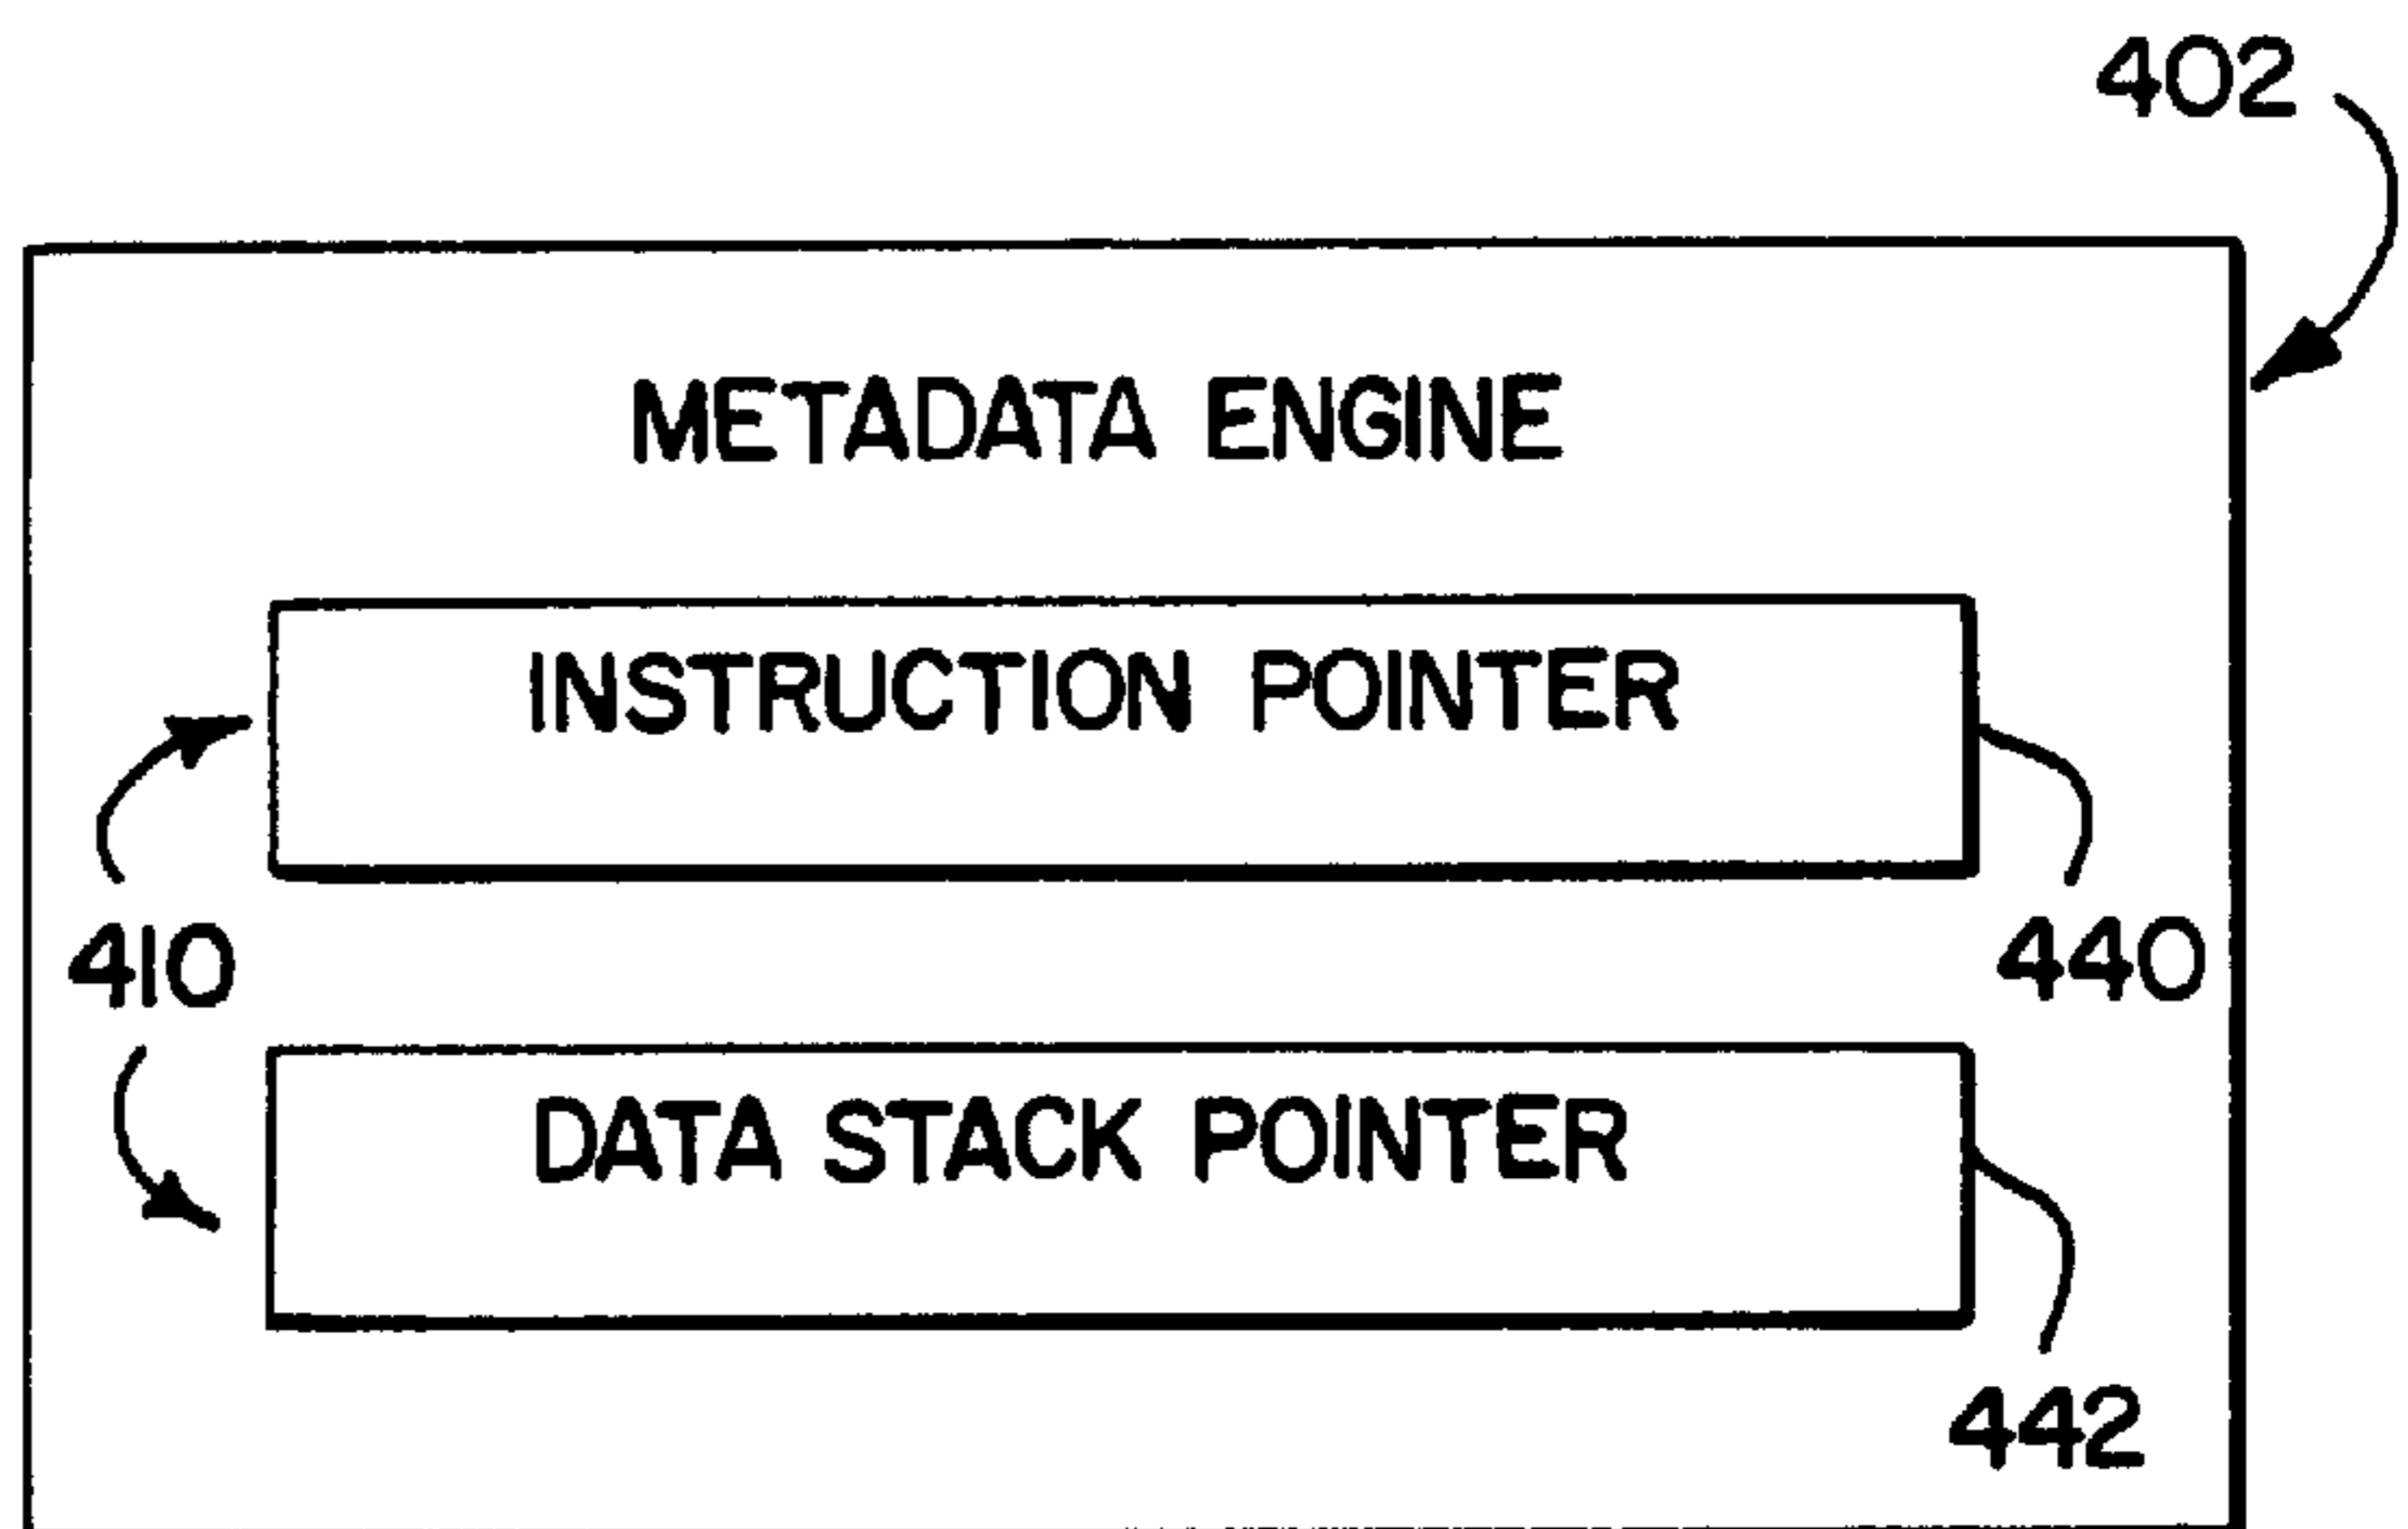 402
METADATA ENGINE
INSTRUCTION POINTER
410
440
DATA STACK POINTER
442